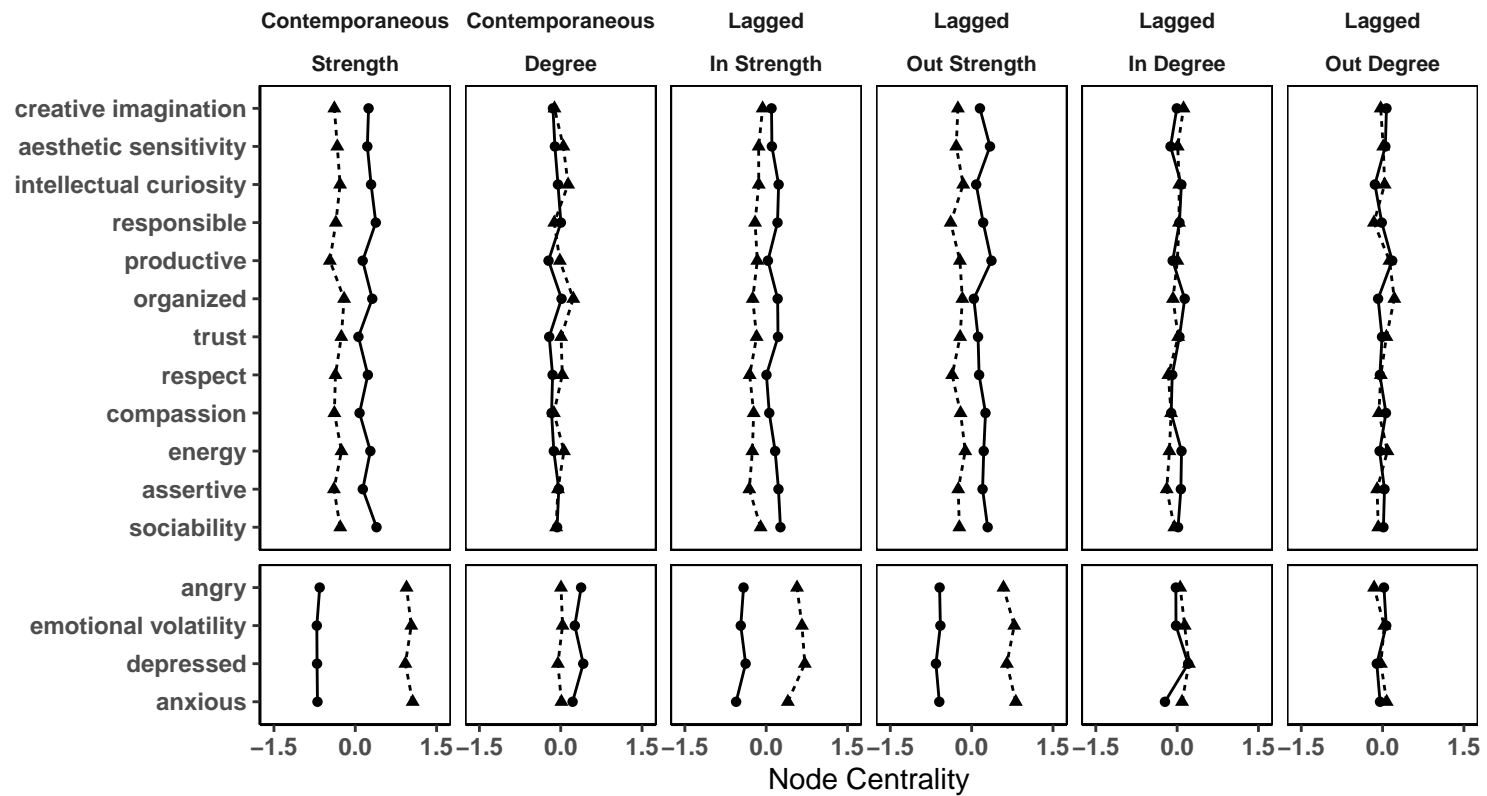 Contemporaneous Contemporaneous Lagged Lagged Lagged Lagged
Strength Degree In Strength Out Strength In Degree Out Degree
creative imagination
aesthetic sensitivity
intellectual curiosity
responsible
productive
organized
trust
respect
compassion
energy
assertive
sociability
angry
emotional volatility
depressed
anxious
−1.5 0.0 1.5 −1.5 0.0 1.5 −1.5 0.0 1.5 −1.5 0.0 1.5 −1.5 0.0 1.5 −1.5 0.0 1.5
Node Centrality